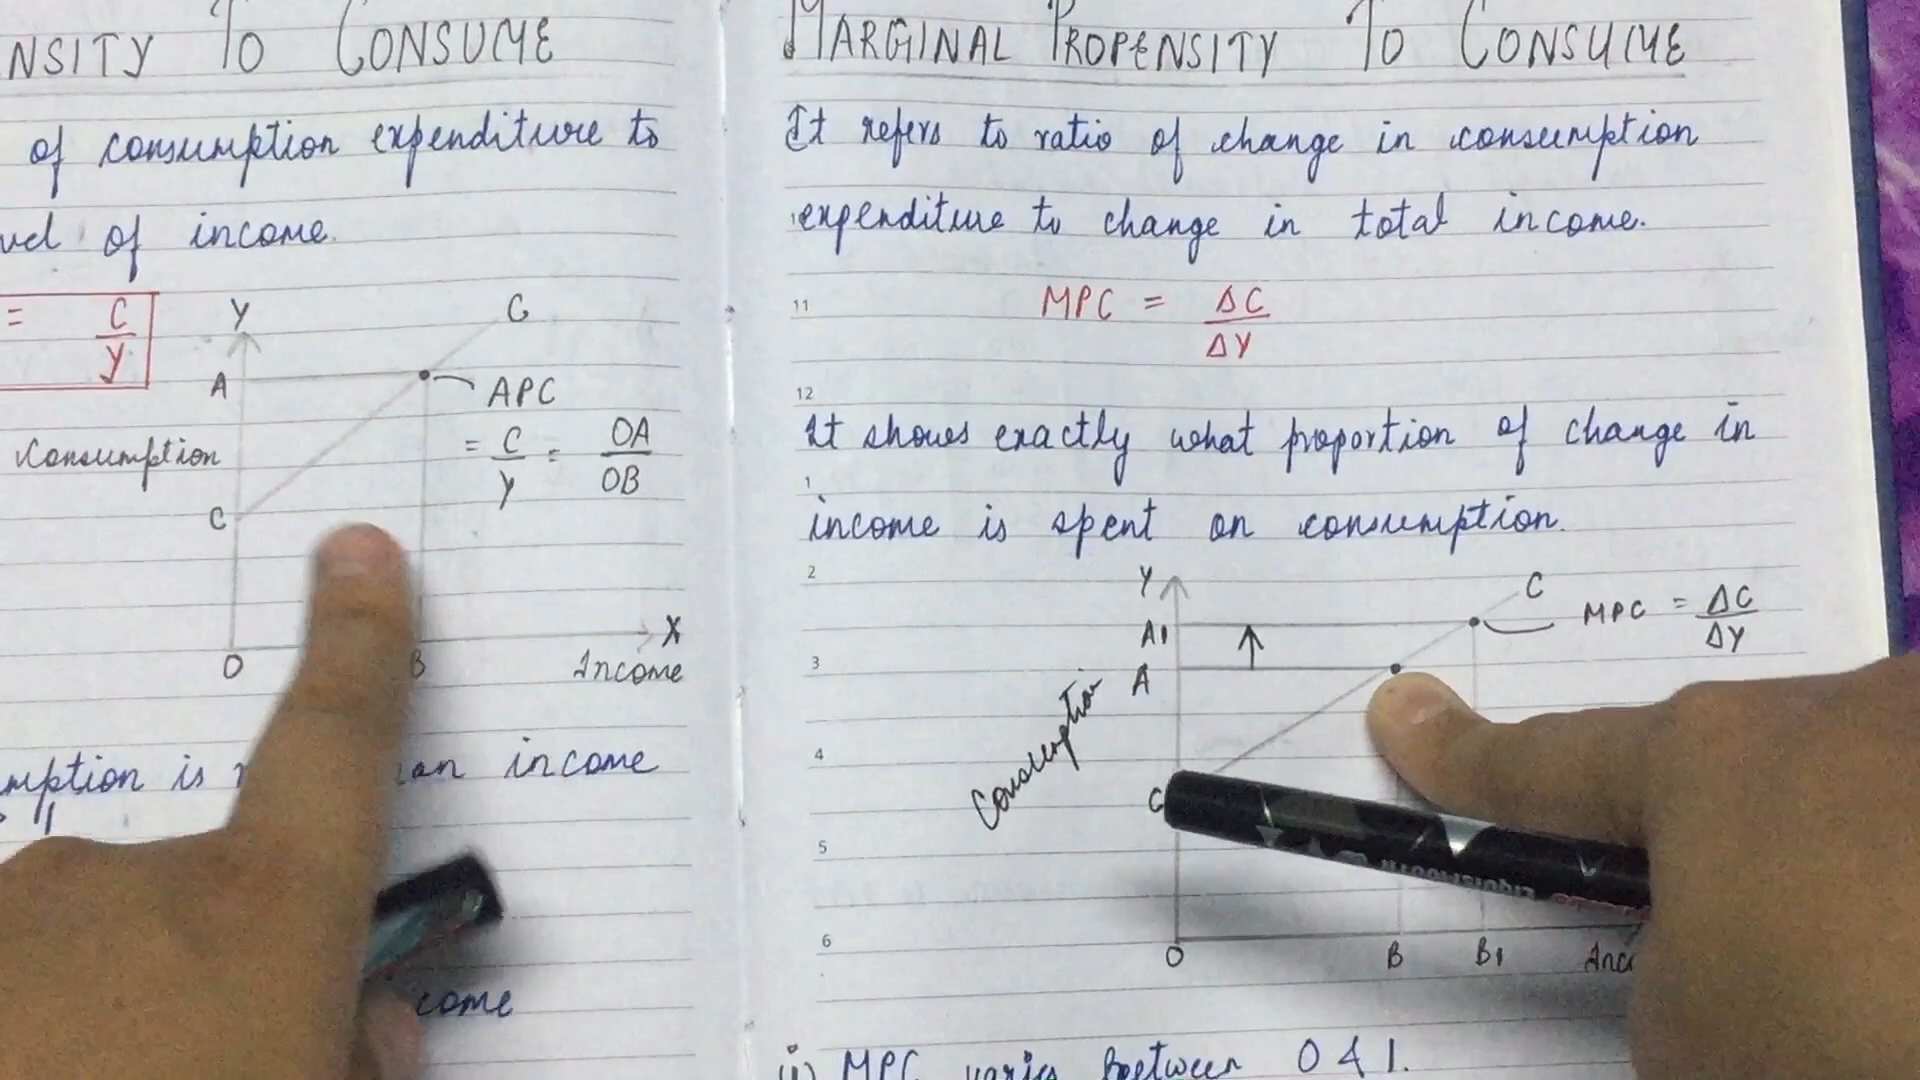 NSITY TO CONSUME
of consumption expenditure to
of income.
= C
Y
Y
C
A
APC
= C = OA
Y OB
Consumption
C
X
O
B
Income
mption is an income
come
MARGINAL PROPENSITY TO CONSUME
It refers to ratio of change in consumption
expenditure to change in total income.
11
MPC = ΔC
ΔY
12
It shows exactly what proportion of change in
1
income is spent on consumption.
2
Y
C
MPC = ΔC
ΔY
A1
3
A
Consumption
4
C
5
6
O
B
B1
Inc
ii) MPC varies between 0 & 1.